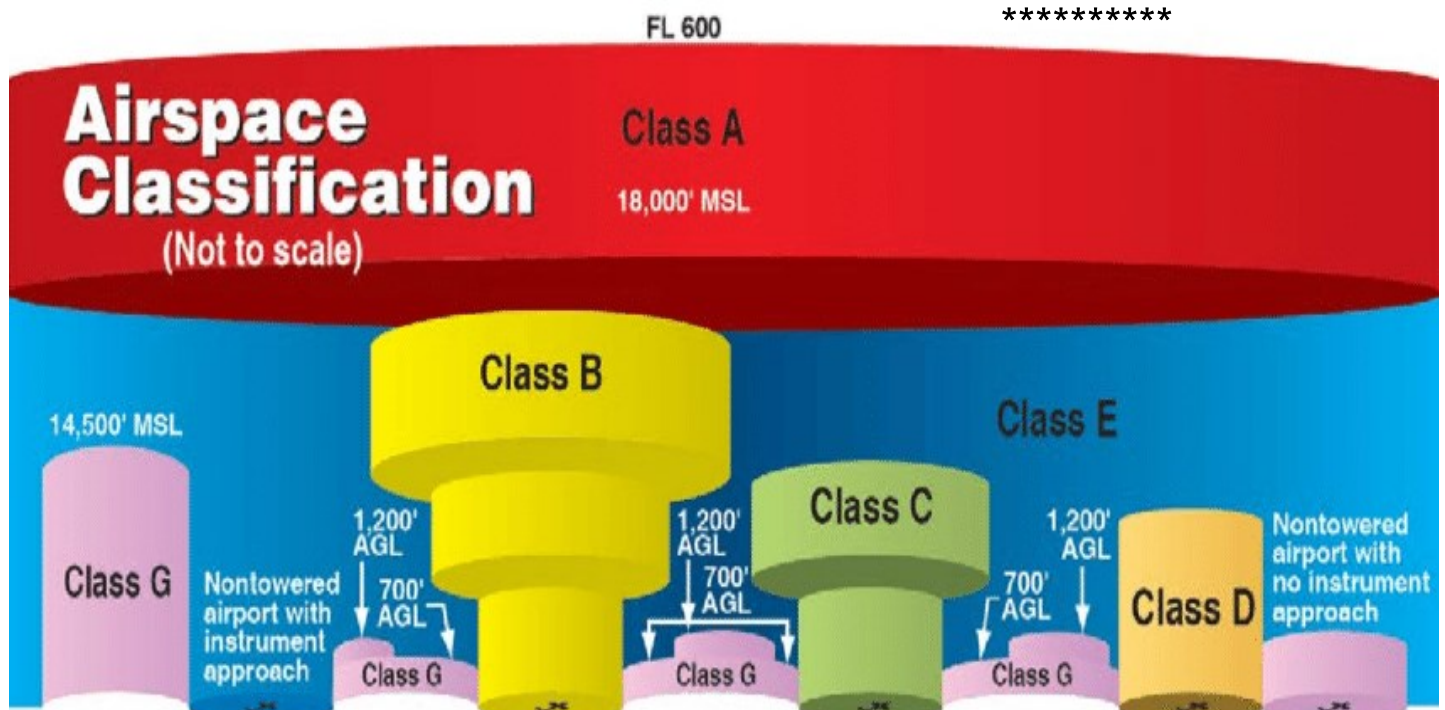 **********
FL 600
Airspace
Classification
(Not to scale)
Class A
18,000' MSL
Class B
Class E
14,500' MSL
Class C
1,200'
AGL
1,200'
AGL
1,200'
AGL
Nontowered
airport with
no instrument
approach
Class G
Nontowered
airport with
instrument
approach
700'
AGL
700'
AGL
700'
AGL
Class D
Class G
Class G
Class G